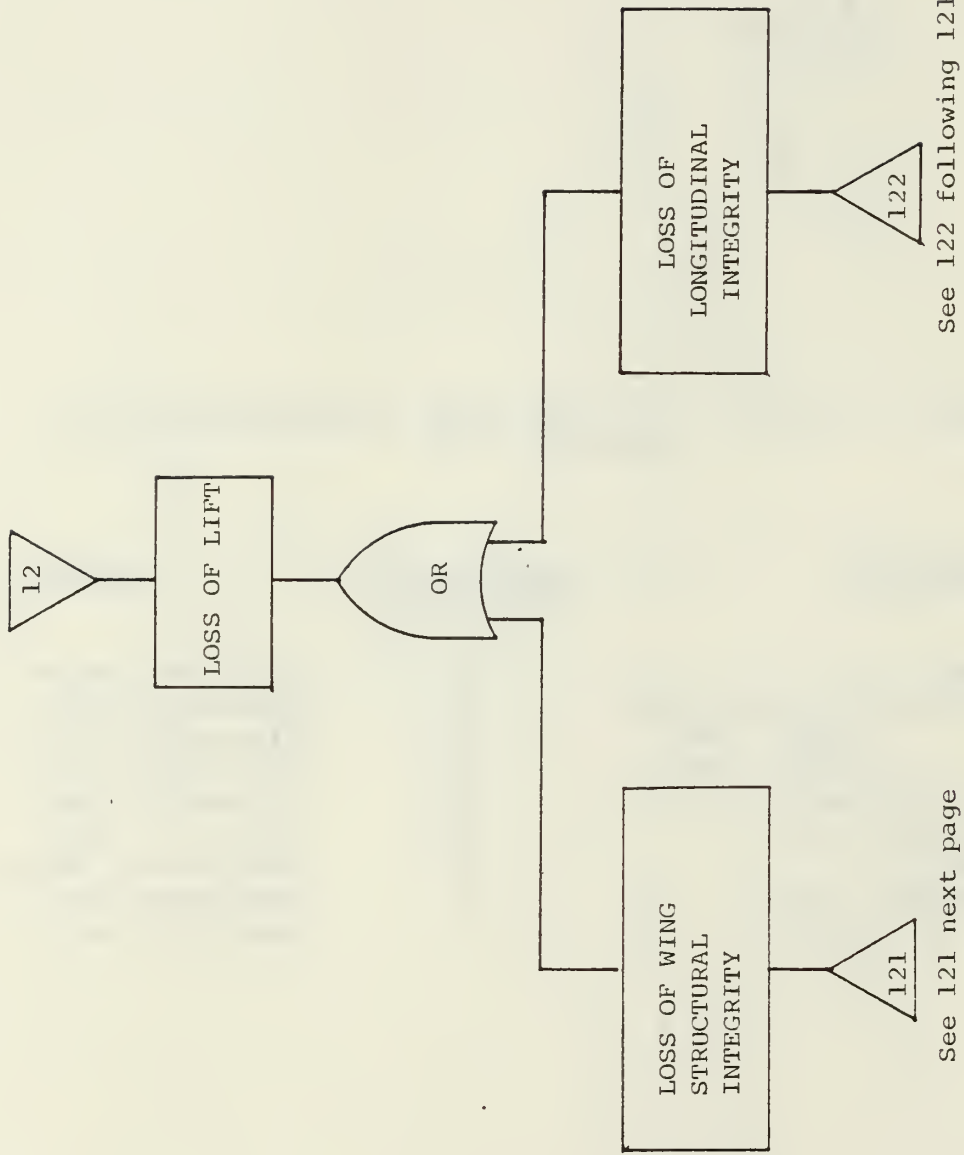 12
LOSS OF LIFT
OR
LOSS OF WING
STRUCTURAL
INTEGRITY
121
See 121 next page
LOSS OF
LONGITUDINAL
INTEGRITY
122
See 122 following 121